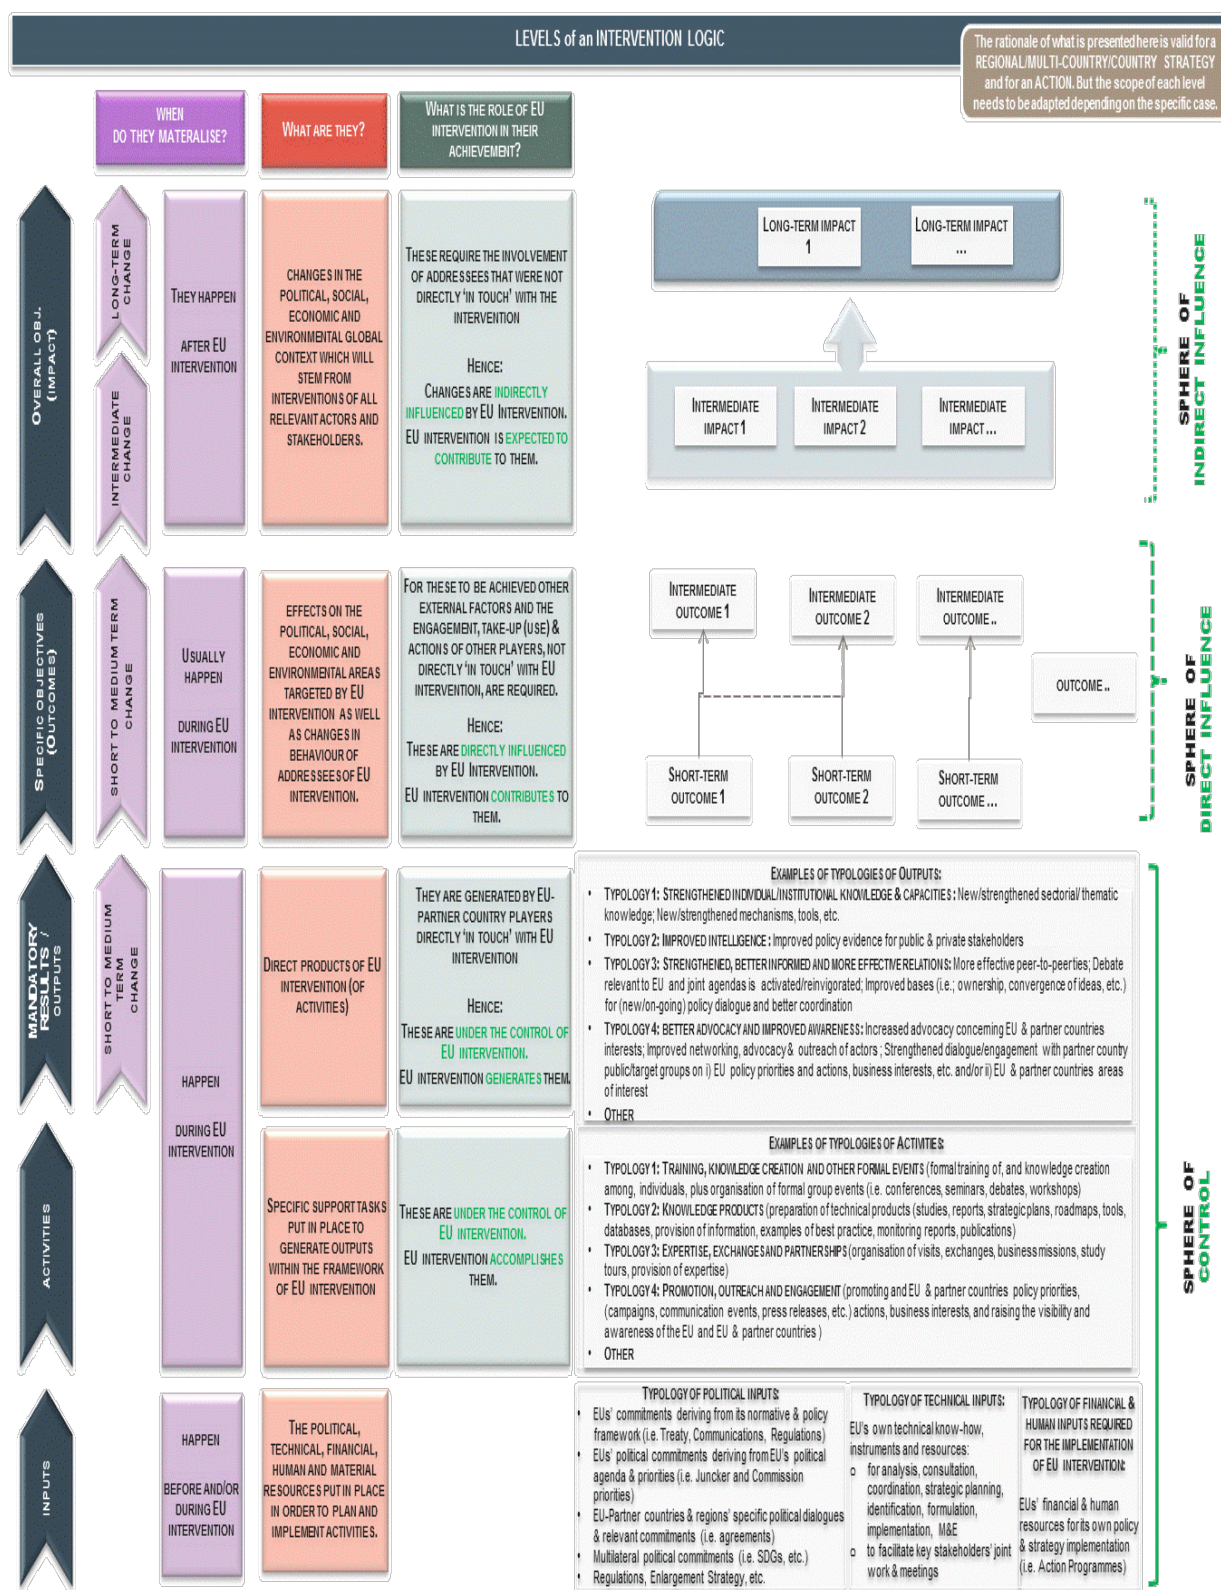 LEVELS of an INTERVENTION LOGIC
The rationale of what is presented here is valid for a
REGIONAL/MULTI-COUNTRY/COUNTRY STRATEGY
and for an ACTION. But the scope of each level
needs to be adapted depending on the specific case.
WHEN
DO THEY MATERIALISE?
WHAT ARE THEY?
WHAT IS THE ROLE OF EU
INTERVENTION IN THEIR
ACHIEVEMENT?
OVERALL OBJ.
(IMPACT)
LONG-TERM
CHANGE
INTERMEDIATE
CHANGE
THEY HAPPEN
AFTER EU
INTERVENTION
CHANGES IN THE
POLITICAL, SOCIAL,
ECONOMIC AND
ENVIRONMENTAL GLOBAL
CONTEXT WHICH WILL
STEM FROM
INTERVENTIONS OF ALL
RELEVANT ACTORS AND
STAKEHOLDERS.
THESE REQUIRE THE INVOLVEMENT
OF ADDRESSEES THAT WERE NOT
DIRECTLY 'IN TOUCH' WITH THE
INTERVENTION
HENCE:
CHANGES ARE INDIRECTLY
INFLUENCED BY EU INTERVENTION.
EU INTERVENTION IS EXPECTED TO
CONTRIBUTE TO THEM.
LONG-TERM IMPACT
1
LONG-TERM IMPACT
...
INTERMEDIATE
IMPACT 1
INTERMEDIATE
IMPACT 2
INTERMEDIATE
IMPACT...
SPHERE OF
INDIRECT INFLUENCE
SPECIFIC OBJECTIVES
(OUTCOMES)
SHORT TO MEDIUM TERM
CHANGE
USUALLY
HAPPEN
DURING EU
INTERVENTION
EFFECTS ON THE
POLITICAL, SOCIAL,
ECONOMIC AND
ENVIRONMENTAL AREAS
TARGETED BY EU
INTERVENTION AS WELL
AS CHANGES IN
BEHAVIOUR OF
ADDRESSEES OF EU
INTERVENTION.
FOR THESE TO BE ACHIEVED OTHER
EXTERNAL FACTORS AND THE
ENGAGEMENT, TAKE-UP (USE) &
ACTIONS OF OTHER PLAYERS, NOT
DIRECTLY 'IN TOUCH' WITH EU
INTERVENTION, ARE REQUIRED.
HENCE:
THESE ARE DIRECTLY INFLUENCED
BY EU INTERVENTION.
EU INTERVENTION CONTRIBUTES TO
THEM.
INTERMEDIATE
OUTCOME 1
INTERMEDIATE
OUTCOME 2
INTERMEDIATE
OUTCOME..
OUTCOME..
SHORT-TERM
OUTCOME 1
SHORT-TERM
OUTCOME 2
SHORT-TERM
OUTCOME ...
SPHERE OF
DIRECT INFLUENCE
MANDATORY
RESULTS /
OUTPUTS
SHORT TO MEDIUM
TERM
CHANGE
HAPPEN
DURING EU
INTERVENTION
DIRECT PRODUCTS OF EU
INTERVENTION (OF
ACTIVITIES)
THEY ARE GENERATED BY EU-
PARTNER COUNTRY PLAYERS
DIRECTLY 'IN TOUCH' WITH EU
INTERVENTION
HENCE:
THESE ARE UNDER THE CONTROL OF
EU INTERVENTION.
EU INTERVENTION GENERATES THEM.
EXAMPLES OF TYPOLOGIES OF OUTPUTS:
• TYPOLOGY 1: STRENGTHENED INDIVIDUAL/INSTITUTIONAL KNOWLEDGE & CAPACITIES : New/strengthened sectorial/ thematic
knowledge; New/strengthened mechanisms, tools, etc.
• TYPOLOGY 2: IMPROVED INTELLIGENCE : Improved policy evidence for public & private stakeholders
• TYPOLOGY 3: STRENGTHENED, BETTER INFORMED AND MORE EFFECTIVE RELATIONS: More effective peer-to-peerties; Debate
relevant to EU and joint agendas is activated/reinvigorated; Improved bases (i.e.; ownership, convergence of ideas, etc.)
for (new/on-going) policy dialogue and better coordination
• TYPOLOGY 4: BETTER ADVOCACY AND IMPROVED AWARENESS: Increased advocacy concerning EU & partner countries
interests; Improved networking, advocacy & outreach of actors ; Strengthened dialogue/engagement with partner county
public/target groups on i) EU policy priorities and actions, business interests, etc. and/or ii) EU & partner countries areas
of interest
• OTHER
ACTIVITIES
SPECIFIC SUPPORT TASKS
PUT IN PLACE TO
GENERATE OUTPUTS
WITHIN THE FRAMEWORK
OF EU INTERVENTION
THESE ARE UNDER THE CONTROL OF
EU INTERVENTION.
EU INTERVENTION ACCOMPLISHES
THEM.
EXAMPLES OF TYPOLOGIES OF ACTIVITIES:
• TYPOLOGY 1: TRAINING, KNOWLEDGE CREATION AND OTHER FORMAL EVENTS (formal training of, and knowledge creation
among, individuals, plus organisation of formal group events (i.e. conferences, seminars, debates, workshops)
• TYPOLOGY 2: KNOWLEDGE PRODUCTS (preparation of technical products (studies, reports, strategic plans, roadmaps, tools,
databases, provision of information, examples of best practice, monitoring reports, publications)
• TYPOLOGY 3: EXPERTISE, EXCHANGES AND PARTNERSHIPS (organisation of visits, exchanges, business missions, study
tours, provision of expertise)
• TYPOLOGY 4: PROMOTION, OUTREACH AND ENGAGEMENT (promoting and EU & partner countries policy priorities,
(campaigns, communication events, press releases, etc.) actions, business interests, and raising the visibility and
awareness of the EU and EU & partner countries )
• OTHER
SPHERE OF
CONTROL
INPUTS
HAPPEN
BEFORE AND/OR
DURING EU
INTERVENTION
THE POLITICAL,
TECHNICAL, FINANCIAL,
HUMAN AND MATERIAL
RESOURCES PUT IN PLACE
IN ORDER TO PLAN AND
IMPLEMENT ACTIVITIES.
TYPOLOGY OF POLITICAL INPUTS:
• EUs' commitments deriving from its normative & policy
framework (i.e. Treaty, Communications, Regulations)
• EUs' political commitments deriving from EU's political
agenda & priorities (i.e. Juncker and Commission
priorities)
• EU-Partner countries & regions' specific political dialogues
& relevant commitments (i.e. agreements)
• Multilateral political commitments (i.e. SDGs, etc.)
• Regulations, Enlargement Strategy, etc.
TYPOLOGY OF TECHNICAL INPUTS:
EU's own technical know-how,
instruments and resources:
o for analysis, consultation,
coordination, strategic planning,
identification, formulation,
implementation, M&E
o to facilitate key stakeholders' joint
work & meetings
TYPOLOGY OF FINANCIAL &
HUMAN INPUTS REQUIRED
FOR THE IMPLEMENTATION
OF EU INTERVENTION:
EUs' financial & human
resources for its own policy
& strategy implementation
(i.e. Action Programmes)